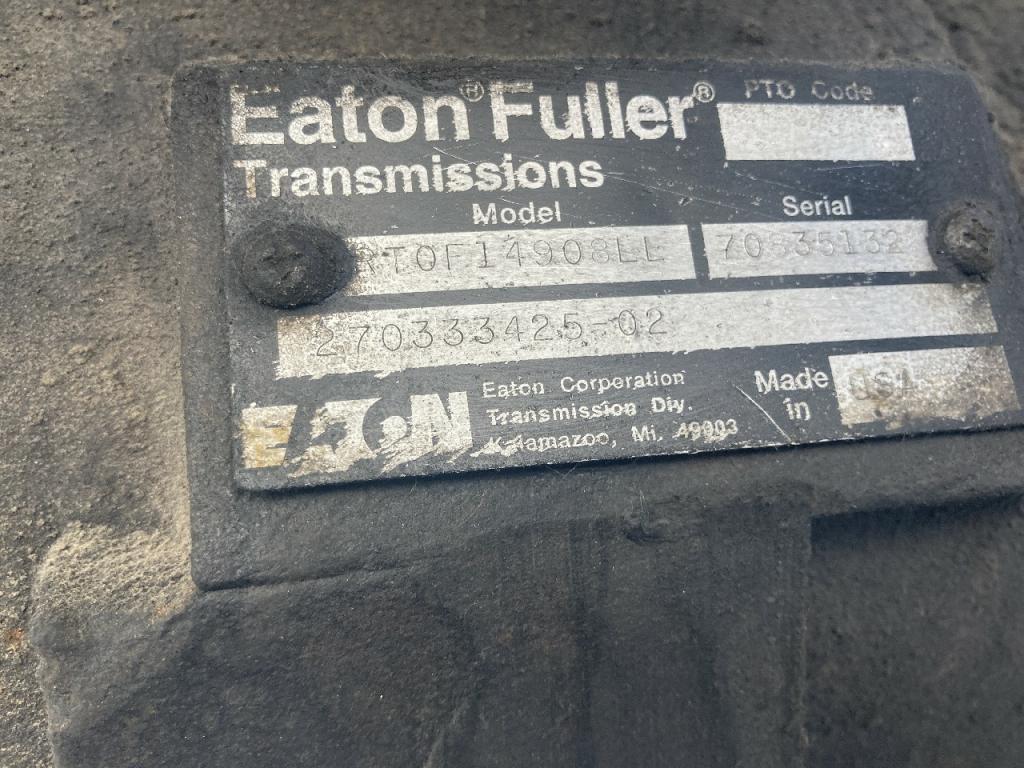 Eaton® Fuller® PTO Code
Transmissions
Model Serial
RTOF14908LL 70835132
270333425-02
EATON Eaton Corporation Made
Transmission Div. in USA
Kalamazoo, Mi. 49003